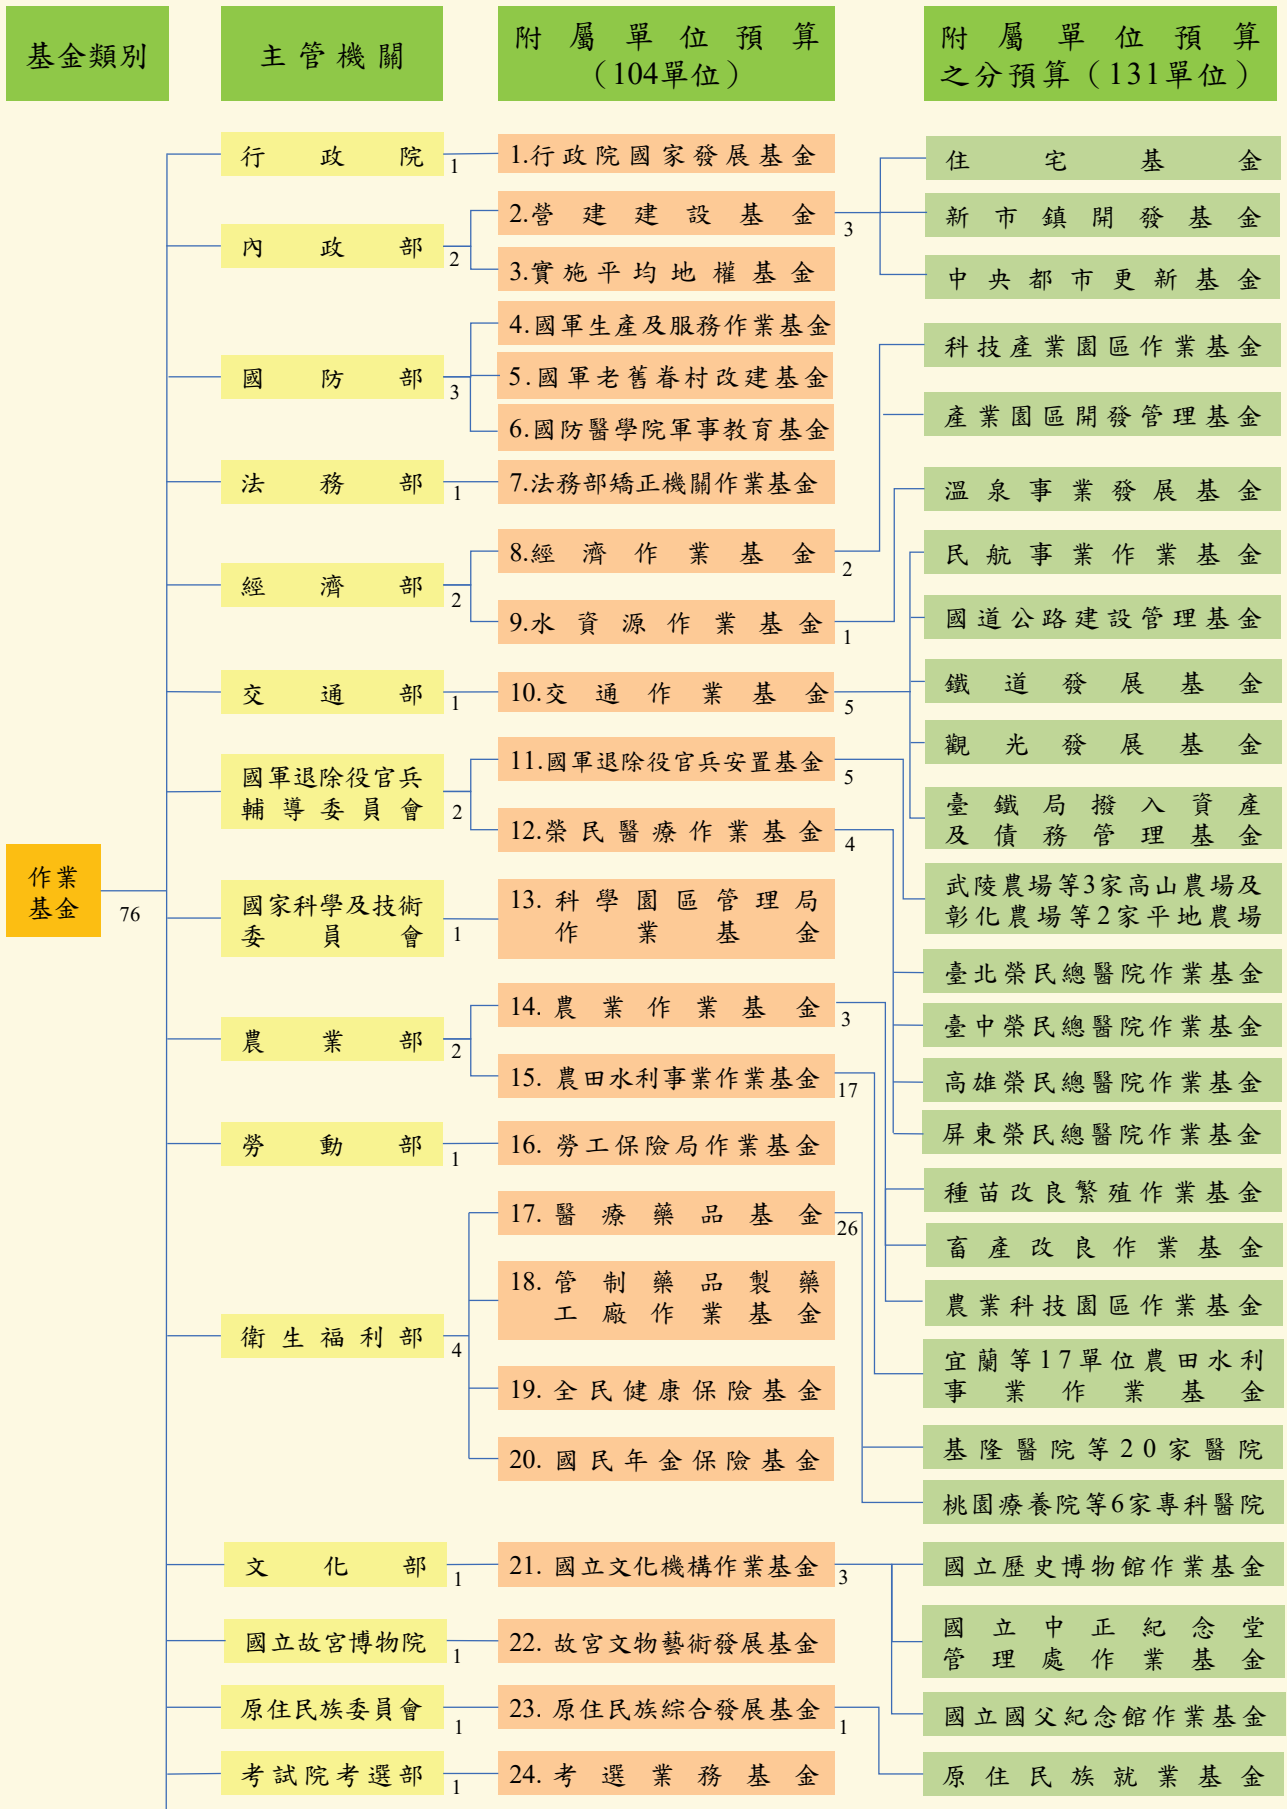 基金類別
主管機關
附屬單位預算
（104單位）
附屬單位預算
之分預算（131單位）
作業
基金
76
行政院
1
1.行政院國家發展基金
內政部
2
2.營建建設基金
3
3.實施平均地權基金
住宅基金
新市鎮開發基金
中央都市更新基金
國防部
3
4.國軍生產及服務作業基金
5.國軍老舊眷村改建基金
6.國防醫學院軍事教育基金
法務部
1
7.法務部矯正機關作業基金
經濟部
2
8.經濟作業基金
2
9.水資源作業基金
1
科技產業園區作業基金
產業園區開發管理基金
溫泉事業發展基金
交通部
1
10.交通作業基金
5
民航事業作業基金
國道公路建設管理基金
鐵道發展基金
觀光發展基金
臺鐵局撥入資產
及債務管理基金
國軍退除役官兵
輔導委員會
2
11.國軍退除役官兵安置基金
5
12.榮民醫療作業基金
4
武陵農場等3家高山農場及
彰化農場等2家平地農場
臺北榮民總醫院作業基金
臺中榮民總醫院作業基金
高雄榮民總醫院作業基金
屏東榮民總醫院作業基金
國家科學及技術
委員會
1
13. 科學園區管理局
作業基金
農業部
2
14. 農業作業基金
3
15. 農田水利事業作業基金
17
種苗改良繁殖作業基金
畜產改良作業基金
農業科技園區作業基金
宜蘭等17單位農田水利
事業作業基金
勞動部
1
16. 勞工保險局作業基金
衛生福利部
4
17. 醫療藥品基金
26
18. 管制藥品製藥
工廠作業基金
19. 全民健康保險基金
20. 國民年金保險基金
基隆醫院等20家醫院
桃園療養院等6家專科醫院
文化部
1
21. 國立文化機構作業基金
3
國立歷史博物館作業基金
國立中正紀念堂
管理處作業基金
國立國父紀念館作業基金
國立故宮博物院
1
22. 故宮文物藝術發展基金
原住民族委員會
1
23. 原住民族綜合發展基金
1
原住民族就業基金
考試院考選部
1
24. 考選業務基金